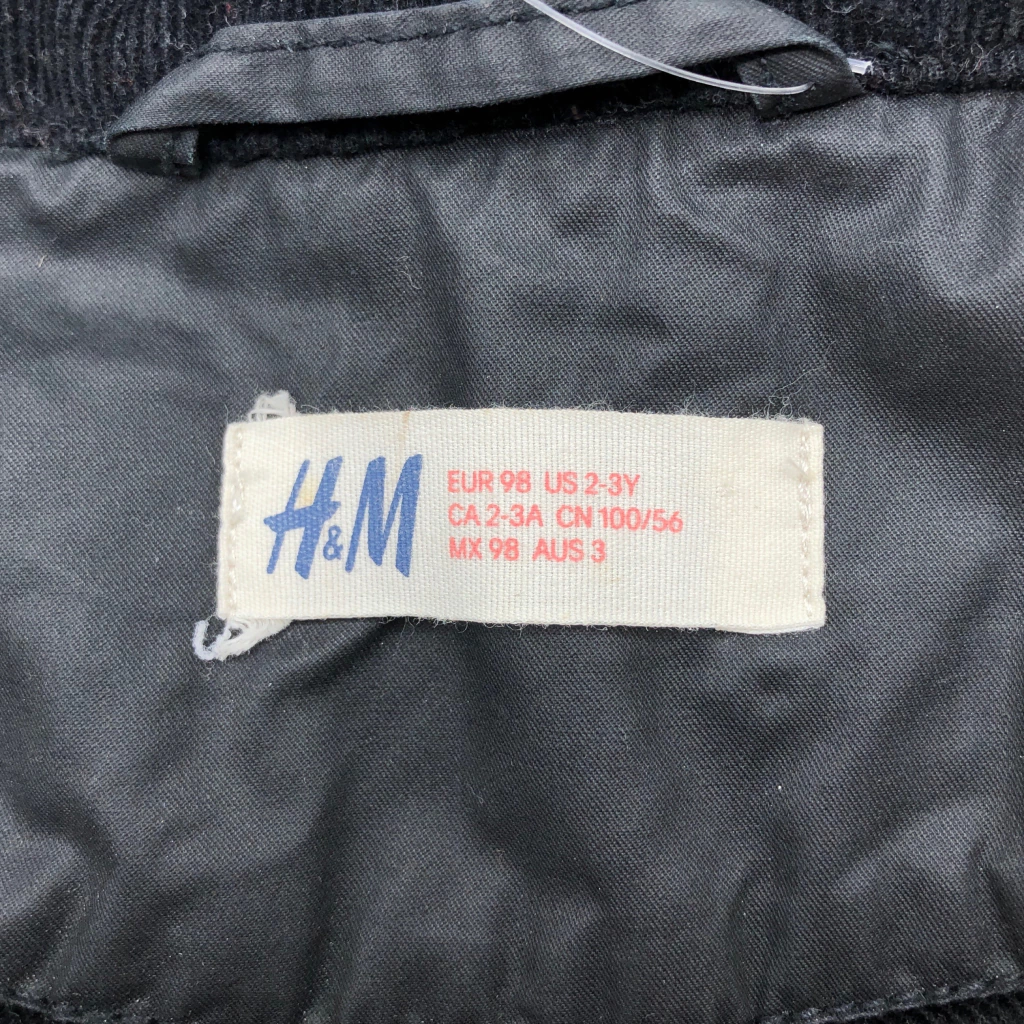 H&M
EUR 98 US 2-3Y
CA 2-3A CN 100/56
MX 98 AUS 3